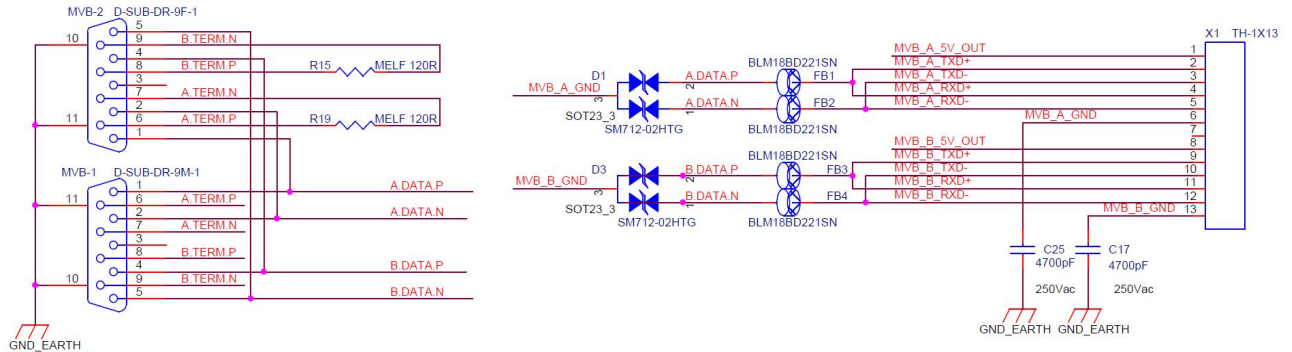 MVB-2 D-SUB-DR-9F-1
10
5
9 B.TERM.N
4
8 B.TERM.P
3
7 A.TERM.N
2
11
6 A.TERM.P
1
R15 MELF 120R
R19 MELF 120R
MVB-1 D-SUB-DR-9M-1
1 A.DATA.P
11
6 A.TERM.P
2 A.DATA.N
7 A.TERM.N
3
8 B.TERM.P
4 B.DATA.P
10
9 B.TERM.N
5 B.DATA.N
GND_EARTH
MVB_A_GND
D1
3
2
1
SOT23_3
SM712-02HTG
A.DATA.P
A.DATA.N
BLM18BD221SN
FB1
FB2
BLM18BD221SN
MVB_B_GND
D3
3
2
1
SOT23_3
SM712-02HTG
B.DATA.P
B.DATA.N
BLM18BD221SN
FB3
FB4
BLM18BD221SN
X1 TH-1X13
MVB_A_5V_OUT 1
MVB_A_TXD+ 2
MVB_A_TXD- 3
MVB_A_RXD+ 4
MVB_A_RXD- 5
MVB_A_GND 6
7
MVB_B_5V_OUT 8
MVB_B_TXD+ 9
MVB_B_TXD- 10
MVB_B_RXD+ 11
MVB_B_RXD- 12
MVB_B_GND 13
C25
4700pF
250Vac
C17
4700pF
250Vac
GND_EARTH
GND_EARTH